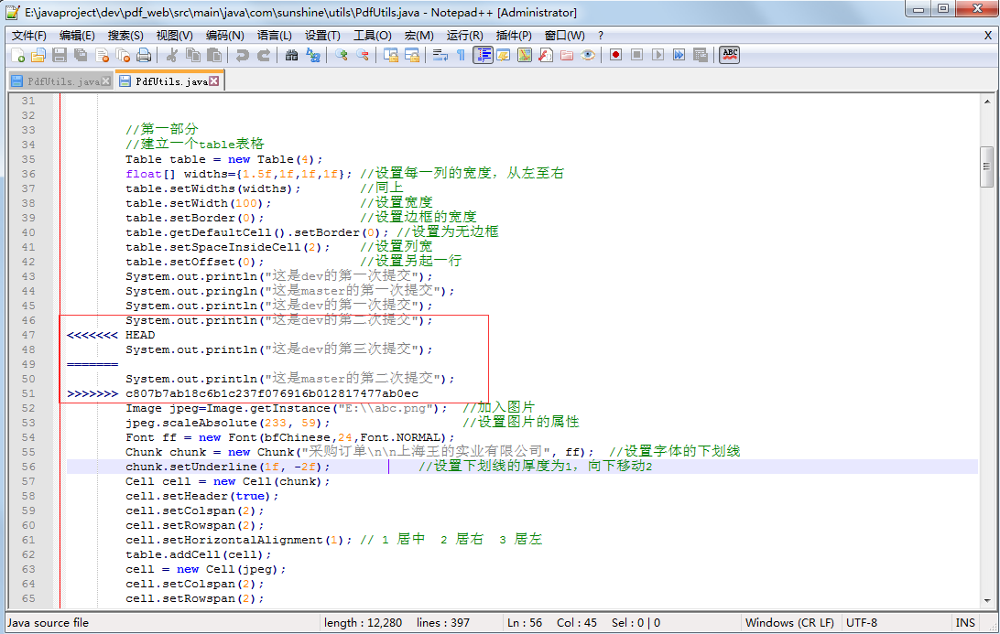 E:\javaproject\dev\pdf_web\src\main\java\com\sunshine\utils\PdfUtils.java - Notepad++ [Administrator]
文件(F) 编辑(E) 搜索(S) 视图(V) 编码(N) 语言(L) 设置(T) 工具(O) 宏(M) 运行(R) 插件(P) 窗口(W) ? X
ABC
PdfUtils.java PdfUtils.java
31
32
33 //第一部分
34 //建立一个table表格
35 Table table = new Table(4);
36 float[] widths={1.5f,1f,1f,1f}; //设置每一列的宽度，从左至右
37 table.setWidths(widths); //同上
38 table.setWidth(100); //设置宽度
39 table.setBorder(0); //设置边框的宽度
40 table.getDefaultCell().setBorder(0); //设置为无边框
41 table.setSpaceInsideCell(2); //设置列宽
42 table.setOffset(0); //设置另起一行
43 System.out.println("这是dev的第一次提交");
44 System.out.pringln("这是master的第一次提交");
45 System.out.println("这是dev的第一次提交");
46 System.out.println("这是dev的第二次提交");
47 <<<<<<< HEAD
48 System.out.println("这是dev的第三次提交");
49 =======
50 System.out.println("这是master的第二次提交");
51 >>>>>>> c807b7ab18c6b1c237f076916b012817477ab0ec
52 Image jpeg=Image.getInstance("E:\\abc.png"); //加入图片
53 jpeg.scaleAbsolute(233, 59); //设置图片的属性
54 Font ff = new Font(bfChinese,24,Font.NORMAL);
55 Chunk chunk = new Chunk("采购订单\n\n上海王的实业有限公司", ff); //设置字体的下划线
56 chunk.setUnderline(1f, -2f); //设置下划线的厚度为1，向下移动2
57 Cell cell = new Cell(chunk);
58 cell.setHeader(true);
59 cell.setColspan(2);
60 cell.setRowspan(2);
61 cell.setHorizontalAlignment(1); // 1 居中 2 居右 3 居左
62 table.addCell(cell);
63 cell = new Cell(jpeg);
64 cell.setColspan(2);
65 cell.setRowspan(2);
Java source file length : 12,280 lines : 397 Ln : 56 Col : 45 Sel : 0 | 0 Windows (CR LF) UTF-8 INS